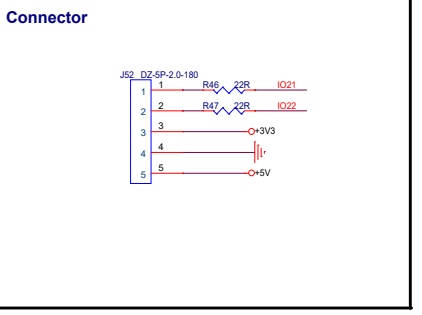 Connector
J52 DZ-5P-2.0-180
1 1 R46 22R IO21
2 2 R47 22R IO22
3 3 +3V3
4 4
5 5 +5V